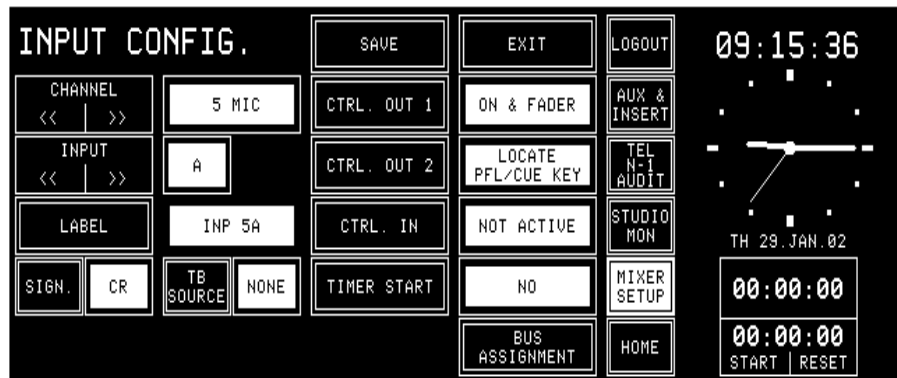 INPUT CONFIG.
SAVE
EXIT
LOGOUT
09:15:36
CHANNEL
<< | >>
5 MIC
CTRL. OUT 1
ON & FADER
AUX &
INSERT
INPUT
<< | >>
A
CTRL. OUT 2
LOCATE
PFL/CUE KEY
TEL
N-1
AUDIT
LABEL
INP 5A
CTRL. IN
NOT ACTIVE
STUDIO
MON
TH 29.JAN.02
SIGN.
CR
TB
SOURCE
NONE
TIMER START
NO
MIXER
SETUP
00:00:00
BUS
ASSIGNMENT
HOME
00:00:00
START | RESET